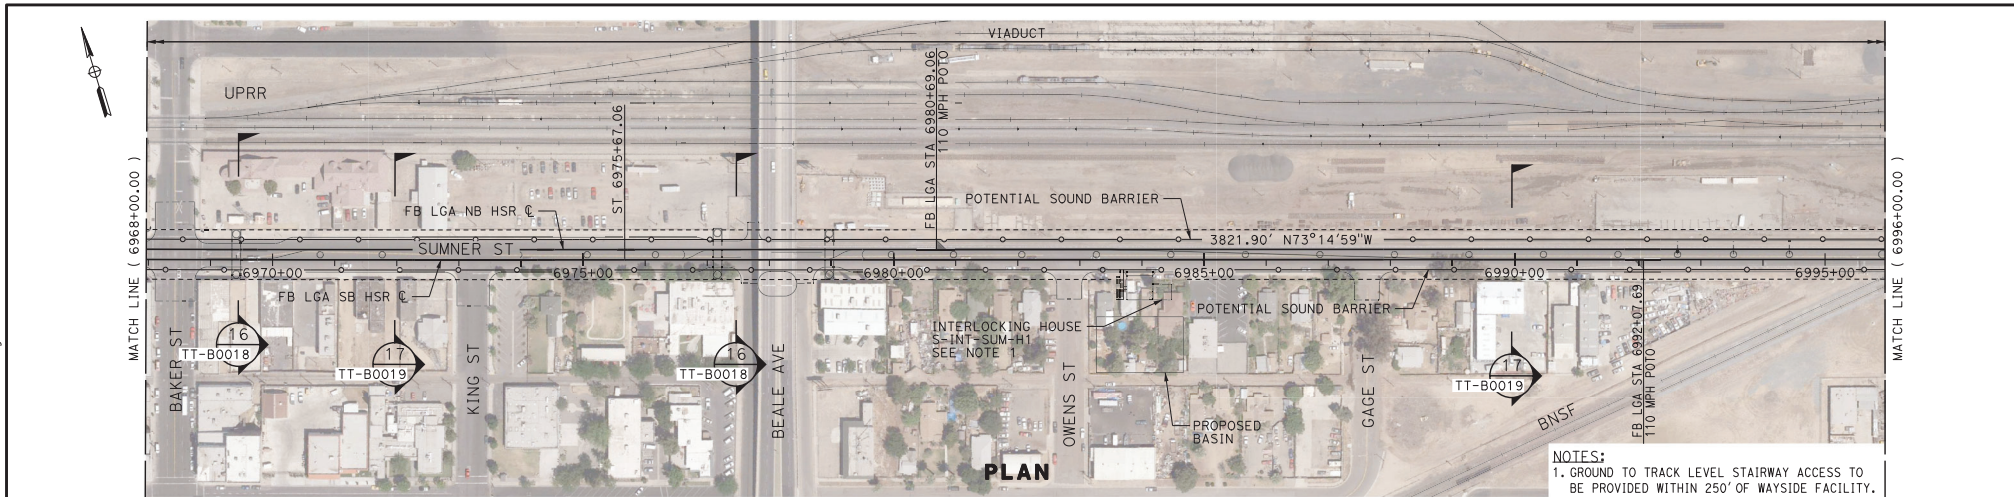 VIADUCT
UPRR
MATCH LINE ( 6968+00.00 )
ST 6975+67.06
FB LGA STA 6980+69.06
110 MPH POTO
MATCH LINE ( 6996+00.00 )
FB LGA NB HSR ℄
POTENTIAL SOUND BARRIER
SUMNER ST
3821.90' N73°14'59"W
6970+00
6975+00
6980+00
6985+00
6990+00
6995+00
FB LGA SB HSR ℄
POTENTIAL SOUND BARRIER
INTERLOCKING HOUSE
S-INT-SUM-H1
SEE NOTE 1
16
TT-B0018
17
TT-B0019
16
TT-B0018
17
TT-B0019
BAKER ST
KING ST
BEALE AVE
OWENS ST
GAGE ST
BNSF
FB LGA STA 6992+07.69
110 MPH POTO
PROPOSED
BASIN
PLAN
NOTES:
1. GROUND TO TRACK LEVEL STAIRWAY ACCESS TO
BE PROVIDED WITHIN 250' OF WAYSIDE FACILITY.